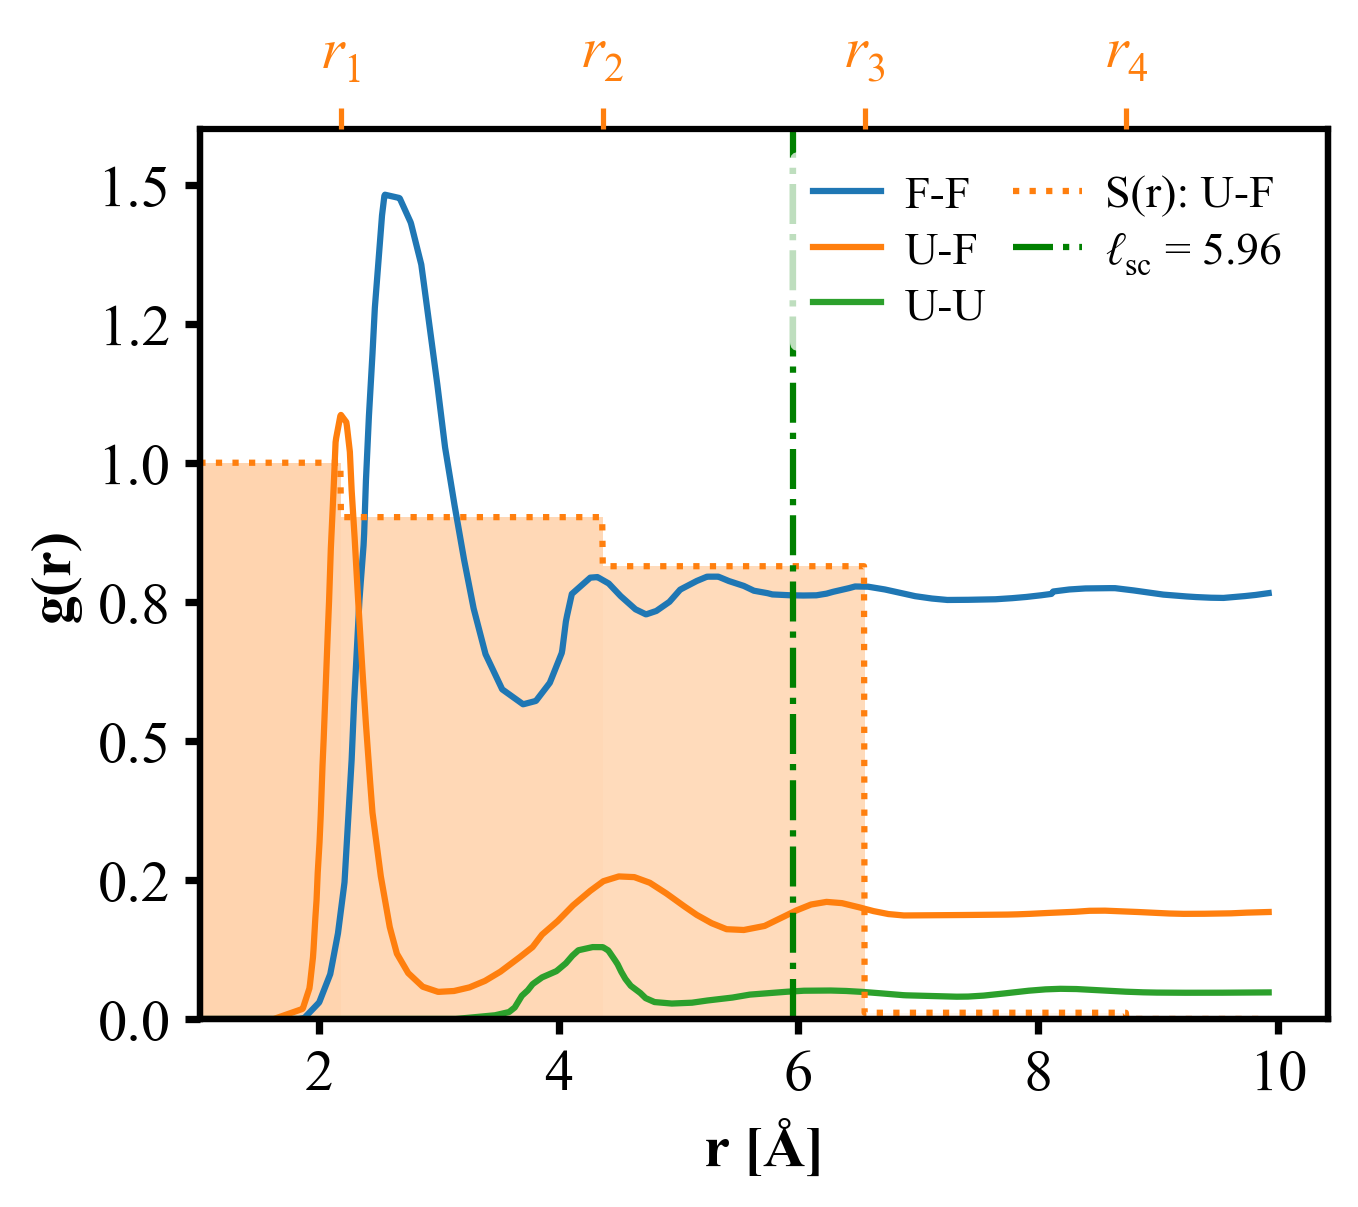 r₁ r₂ r₃ r₄
1.5
1.2
1.0
0.8
0.5
0.2
0.0
g(r)
F-F
U-F
U-U
S(r): U-F
ℓsc = 5.96
2 4 6 8 10
r [Å]